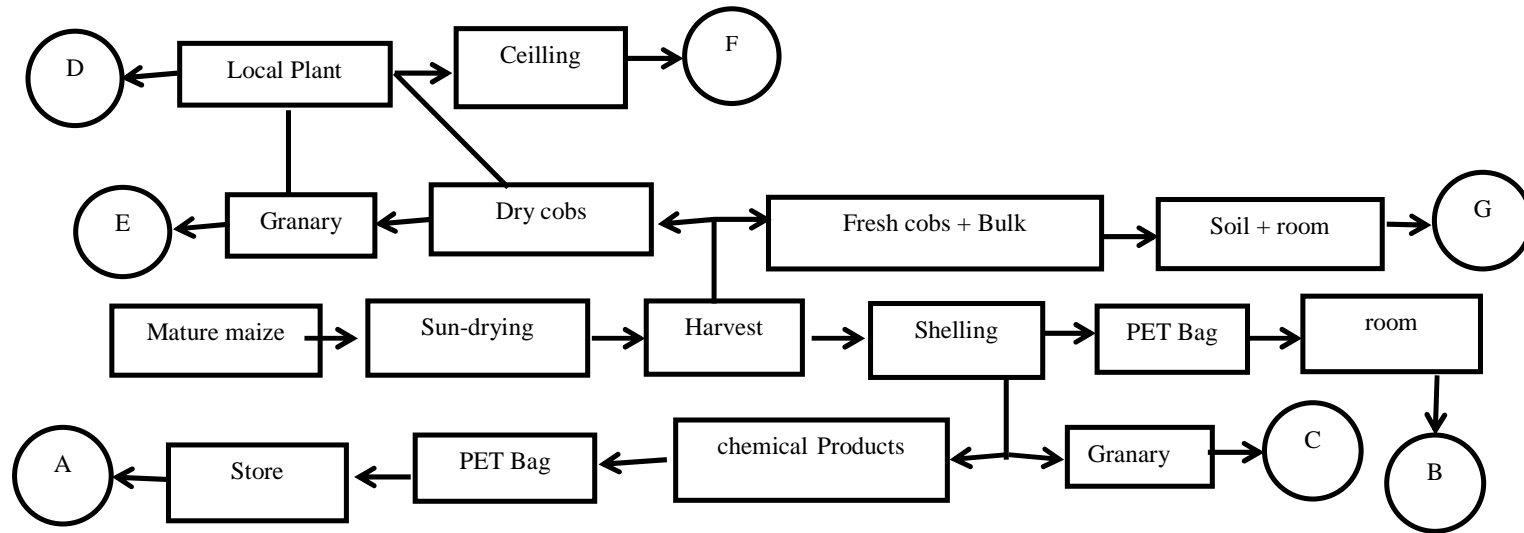 D
Local Plant
Ceilling
F
E
Granary
Dry cobs
Fresh cobs + Bulk
Soil + room
G
Mature maize
Sun-drying
Harvest
Shelling
PET Bag
room
A
Store
PET Bag
chemical Products
Granary
C
B